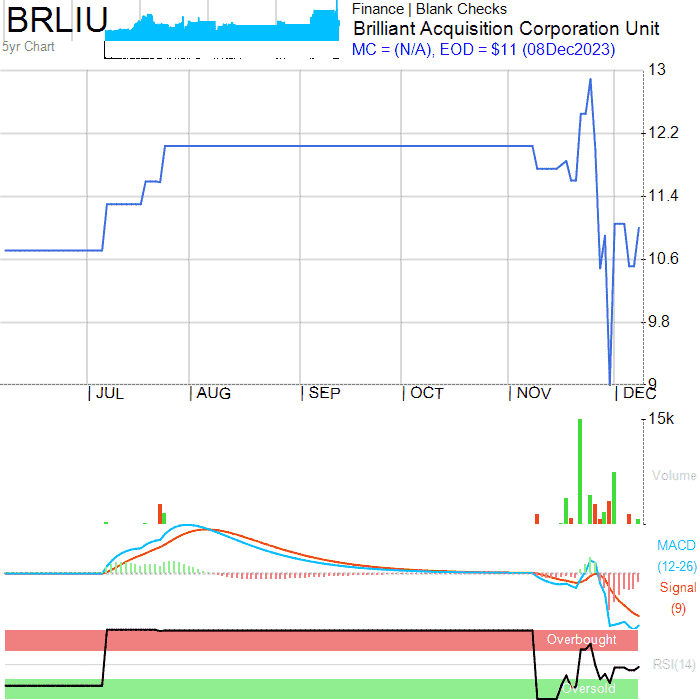 BRLIU
5yr Chart
Finance | Blank Checks
Brilliant Acquisition Corporation Unit
MC = (N/A), EOD = $11 (08Dec2023)
13
12.2
11.4
10.6
9.8
9
| JUL | AUG | SEP | OCT | NOV | DEC
15k
Volume
MACD
(12-26)
Signal
(9)
Overbought
RSI(14)
Oversold